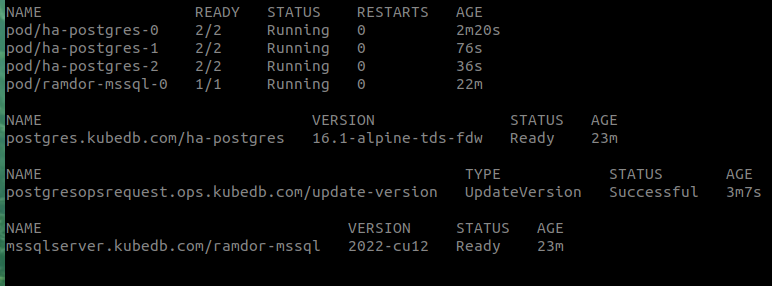 NAME READY STATUS RESTARTS AGE
pod/ha-postgres-0 2/2 Running 0 2m20s
pod/ha-postgres-1 2/2 Running 0 76s
pod/ha-postgres-2 2/2 Running 0 36s
pod/ramdor-mssql-0 1/1 Running 0 22m
NAME VERSION STATUS AGE
postgres.kubedb.com/ha-postgres 16.1-alpine-tds-fdw Ready 23m
NAME TYPE STATUS AGE
postgresopsrequest.ops.kubedb.com/update-version UpdateVersion Successful 3m7s
NAME VERSION STATUS AGE
mssqlserver.kubedb.com/ramdor-mssql 2022-cu12 Ready 23m